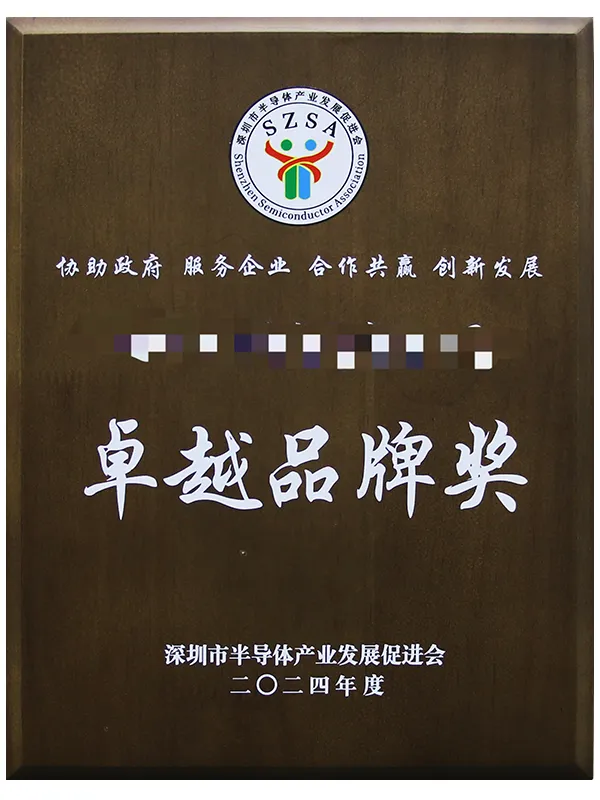 深圳市半导体产业发展促进会
SZSA
Shenzhen Semiconductor Association
协助政府 服务企业 合作共赢 创新发展
卓越品牌奖
深圳市半导体产业发展促进会
二〇二四年度